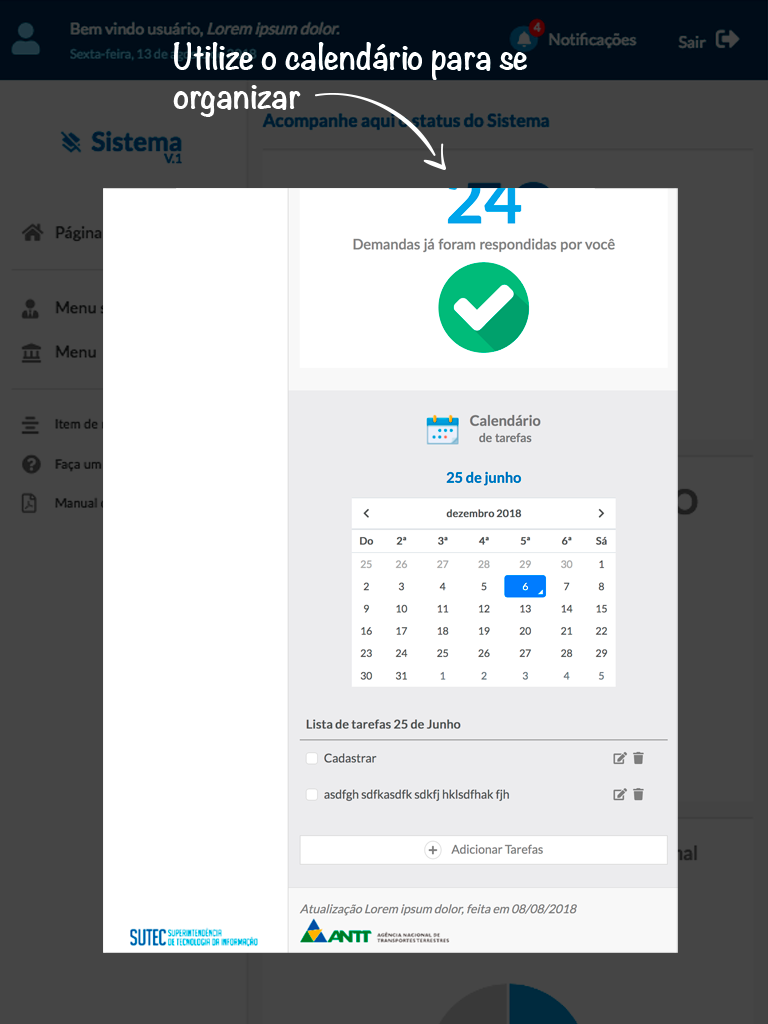 Bem vindo usuário, Lorem ipsum dolor.
Sexta-feira, 13 de
2018
4
Notificações
Sair
Utilize o calendário para se
organizar
Acompanhe aqui o status do Sistema
Sistema
V.1
Página
Menu
Menu
Item de
Faça um
Manual
24
Demandas já foram respondidas por você
Calendário
de tarefas
25 de junho
dezembro 2018
Do 2ª 3ª 4ª 5ª 6ª Sá
25 26 27 28 29 30 1
2 3 4 5 6 7 8
9 10 11 12 13 14 15
16 17 18 19 20 21 22
23 24 25 26 27 28 29
30 31 1 2 3 4 5
Lista de tarefas 25 de Junho
Cadastrar
asdfgh sdfkasdfk sdkfj hklsdfhak fjh
Adicionar Tarefas
Atualização Lorem ipsum dolor, feita em 08/08/2018
SUTEC SUPERINTENDÊNCIA
DE TECNOLOGIA DA INFORMAÇÃO
ANTT AGÊNCIA NACIONAL DE
TRANSPORTES TERRESTRES